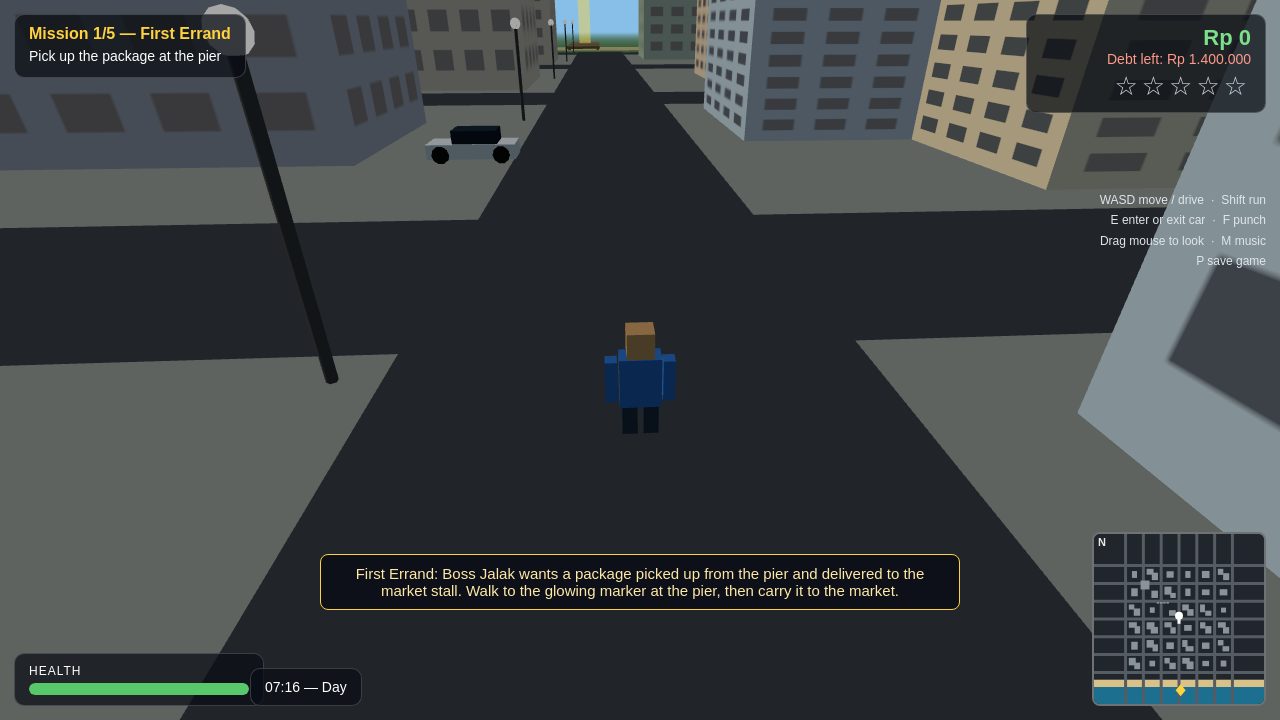 Mission 1/5 — First Errand
Pick up the package at the pier
Rp 0
Debt left: Rp 1.400.000
☆ ☆ ☆ ☆ ☆
WASD move / drive · Shift run
E enter or exit car · F punch
Drag mouse to look · M music
P save game
First Errand: Boss Jalak wants a package picked up from the pier and delivered to the
market stall. Walk to the glowing marker at the pier, then carry it to the market.
N
HEALTH
07:16 — Day